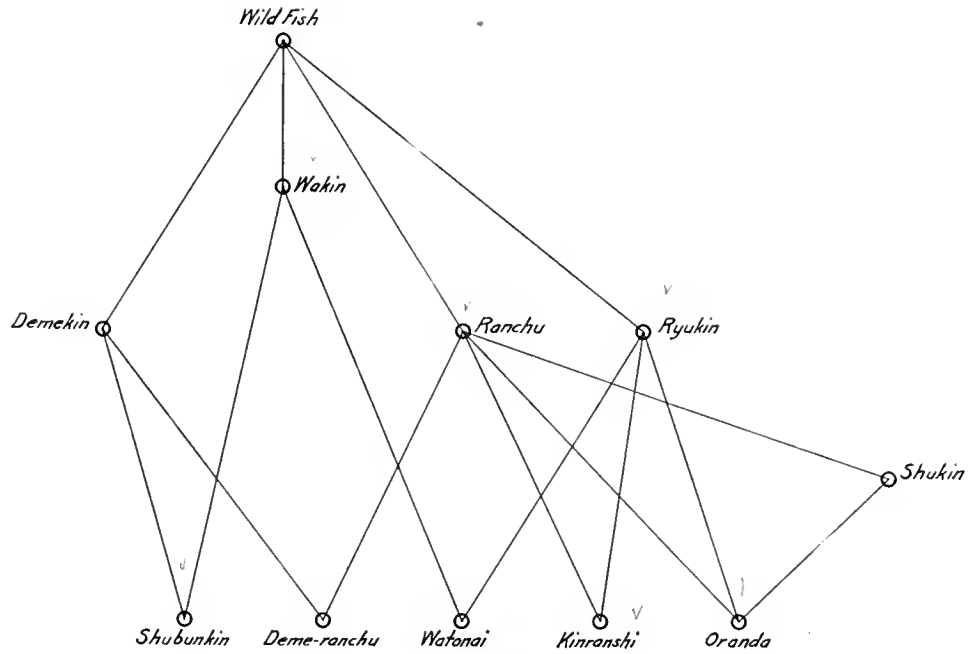 Wild Fish
Wakin
Demekin
Ranchu
Ryukin
Shukin
Shubunkin
Deme-ranchu
Watonai
Kinranshi
Oranda